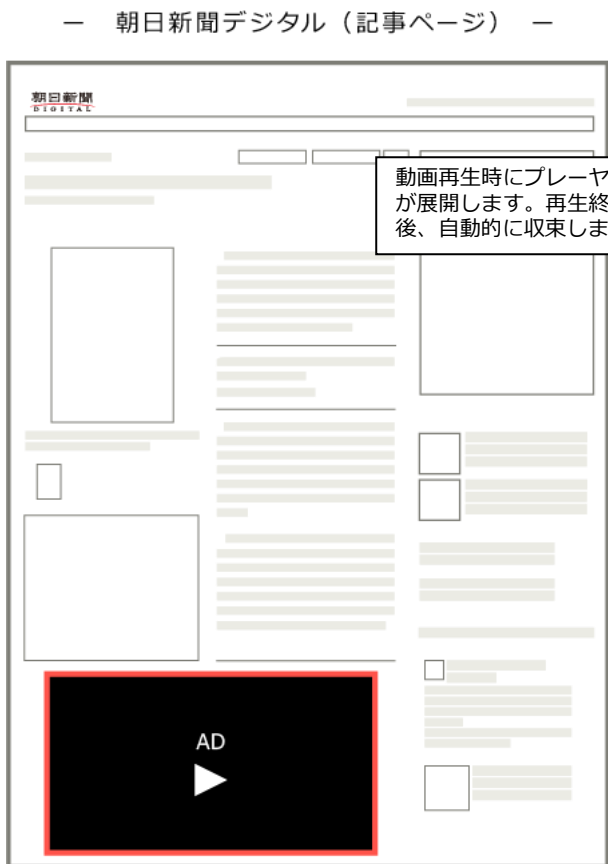 － 朝日新聞デジタル（記事ページ） －
朝日新聞
DIGITAL
動画再生時にプレーヤ
が展開します。再生終
後、自動的に収束しま
AD